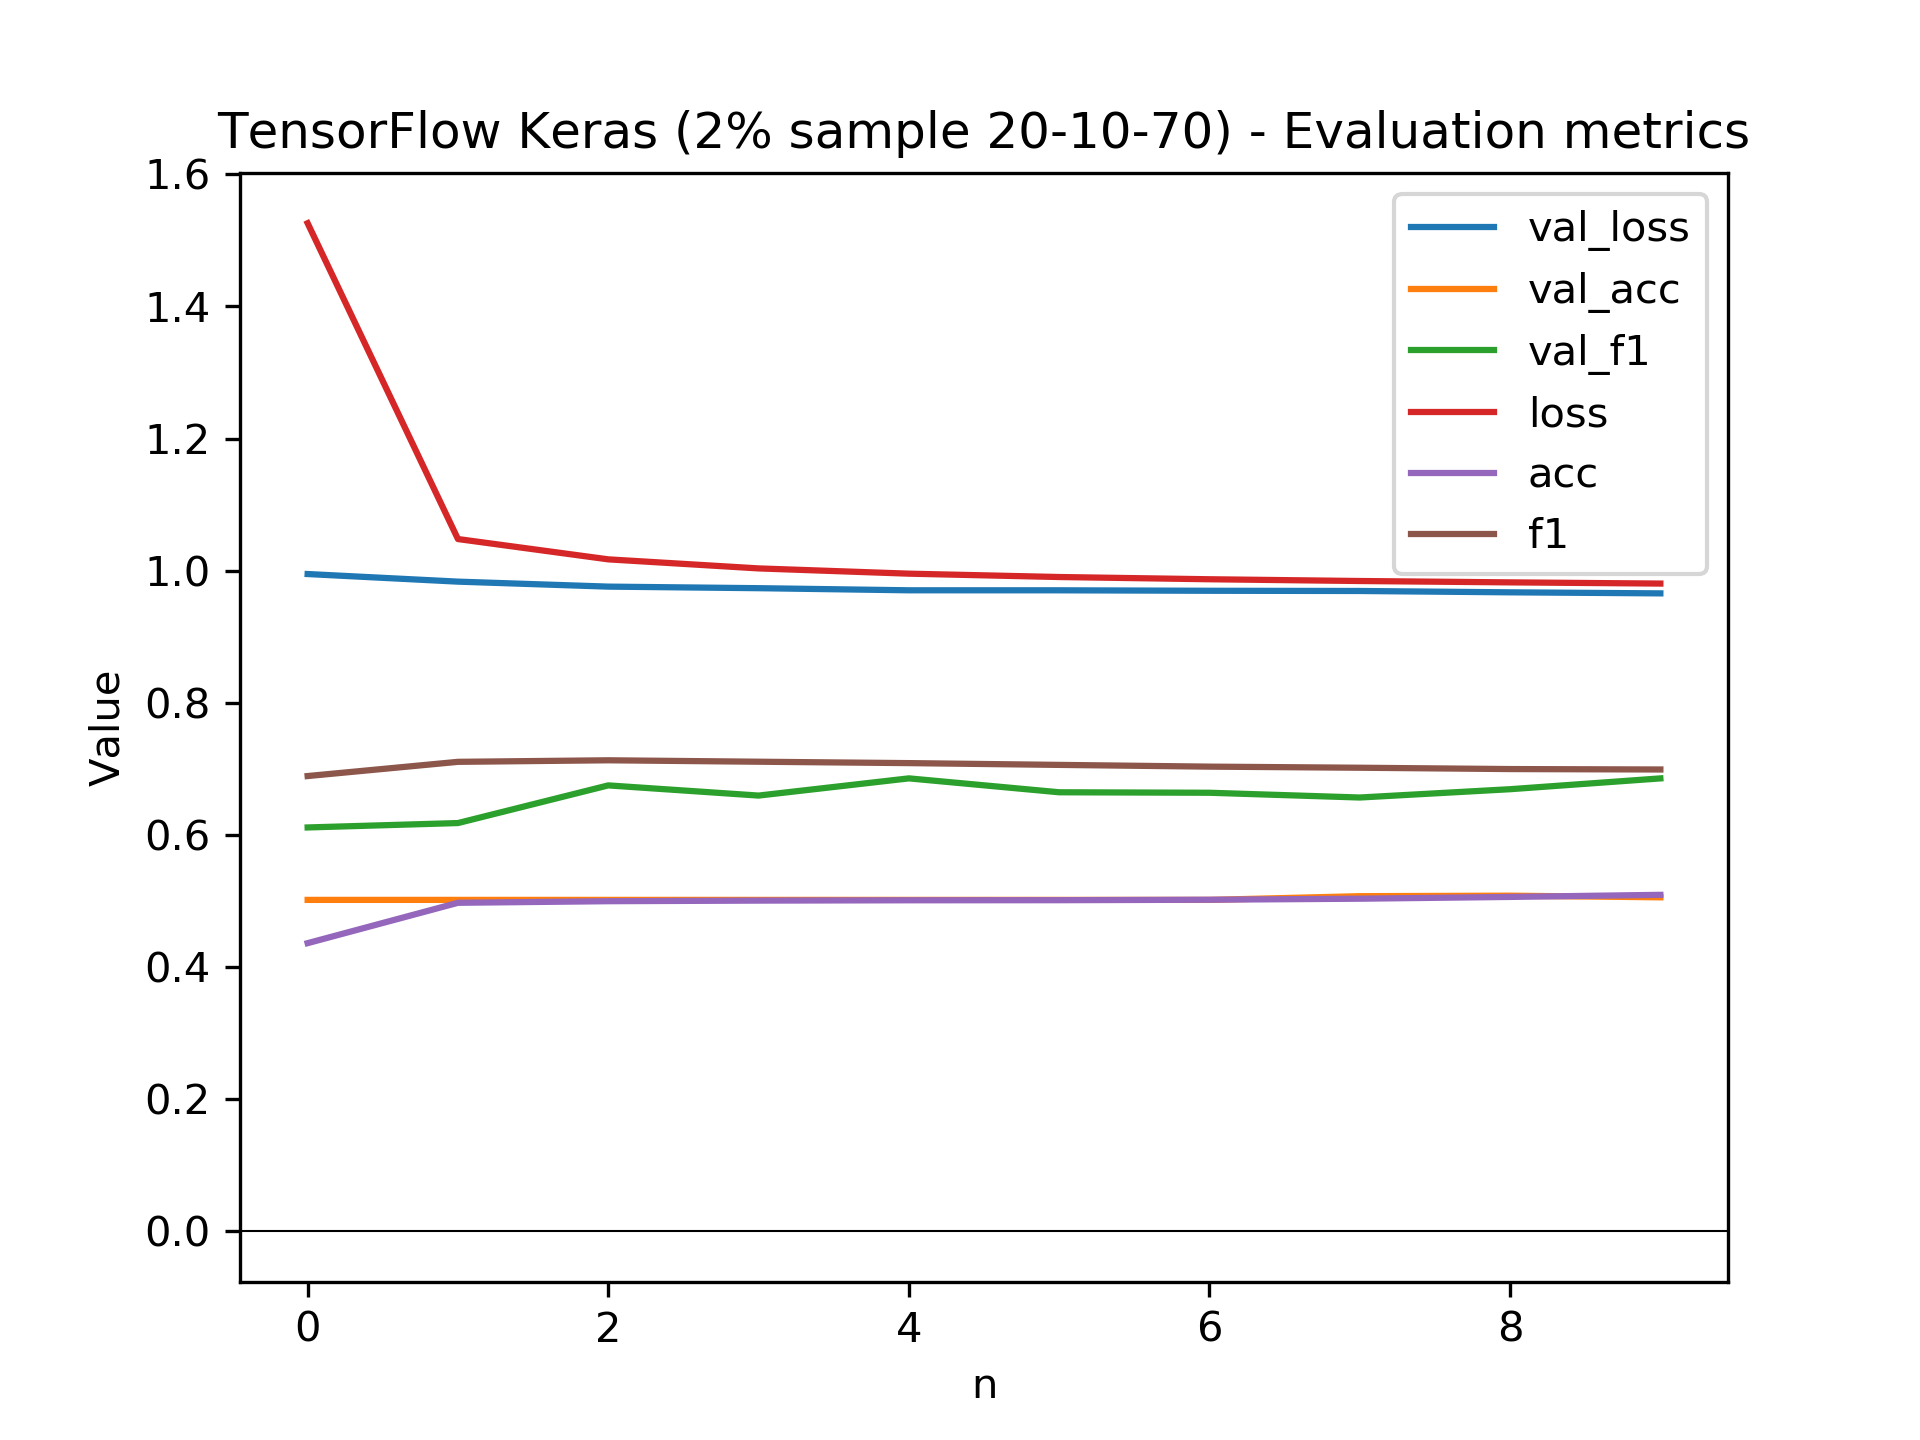 TensorFlow Keras (2% sample 20-10-70) - Evaluation metrics
1.6
1.4
1.2
1.0
0.8
0.6
0.4
0.2
0.0
Value
val_loss
val_acc
val_f1
loss
acc
f1
0 2 4 6 8
n